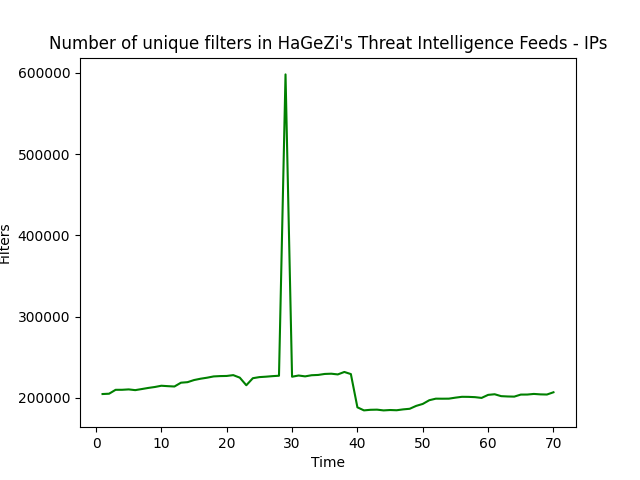 Number of unique filters in HaGeZi's Threat Intelligence Feeds - IPs
600000
500000
400000
300000
200000
Filters
0 10 20 30 40 50 60 70
Time